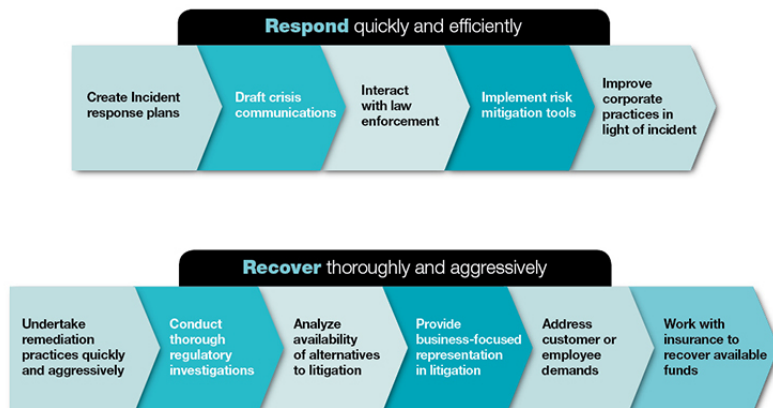 Respond quickly and efficiently
Create Incident
response plans
Draft crisis
communications
Interact
with law
enforcement
Implement risk
mitigation tools
Improve
corporate
practices in
light of incident
Recover thoroughly and aggressively
Undertake
remediation
practices quickly
and aggressively
Conduct
thorough
regulatory
investigations
Analyze
availability
of alternatives
to litigation
Provide
business-focused
representation
in litigation
Address
customer or
employee
demands
Work with
insurance to
recover available
funds